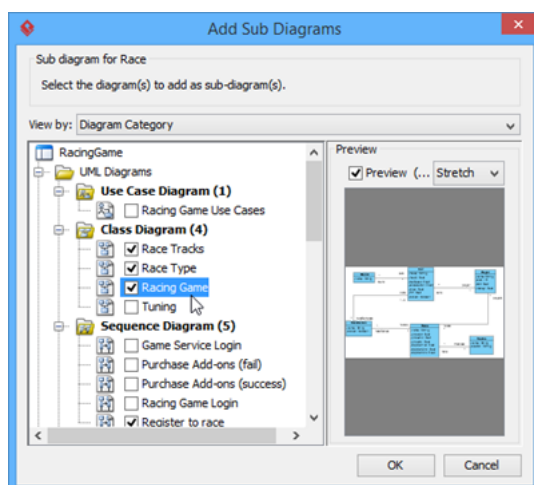 Add Sub Diagrams
Sub diagram for Race
Select the diagram(s) to add as sub-diagram(s).
View by: Diagram Category
RacingGame
UML Diagrams
Use Case Diagram (1)
Racing Game Use Cases
Class Diagram (4)
Race Tracks
Race Type
Racing Game
Tuning
Sequence Diagram (5)
Game Service Login
Purchase Add-ons (fail)
Purchase Add-ons (success)
Racing Game Login
Register to race
Preview
Preview (... Stretch
OK Cancel